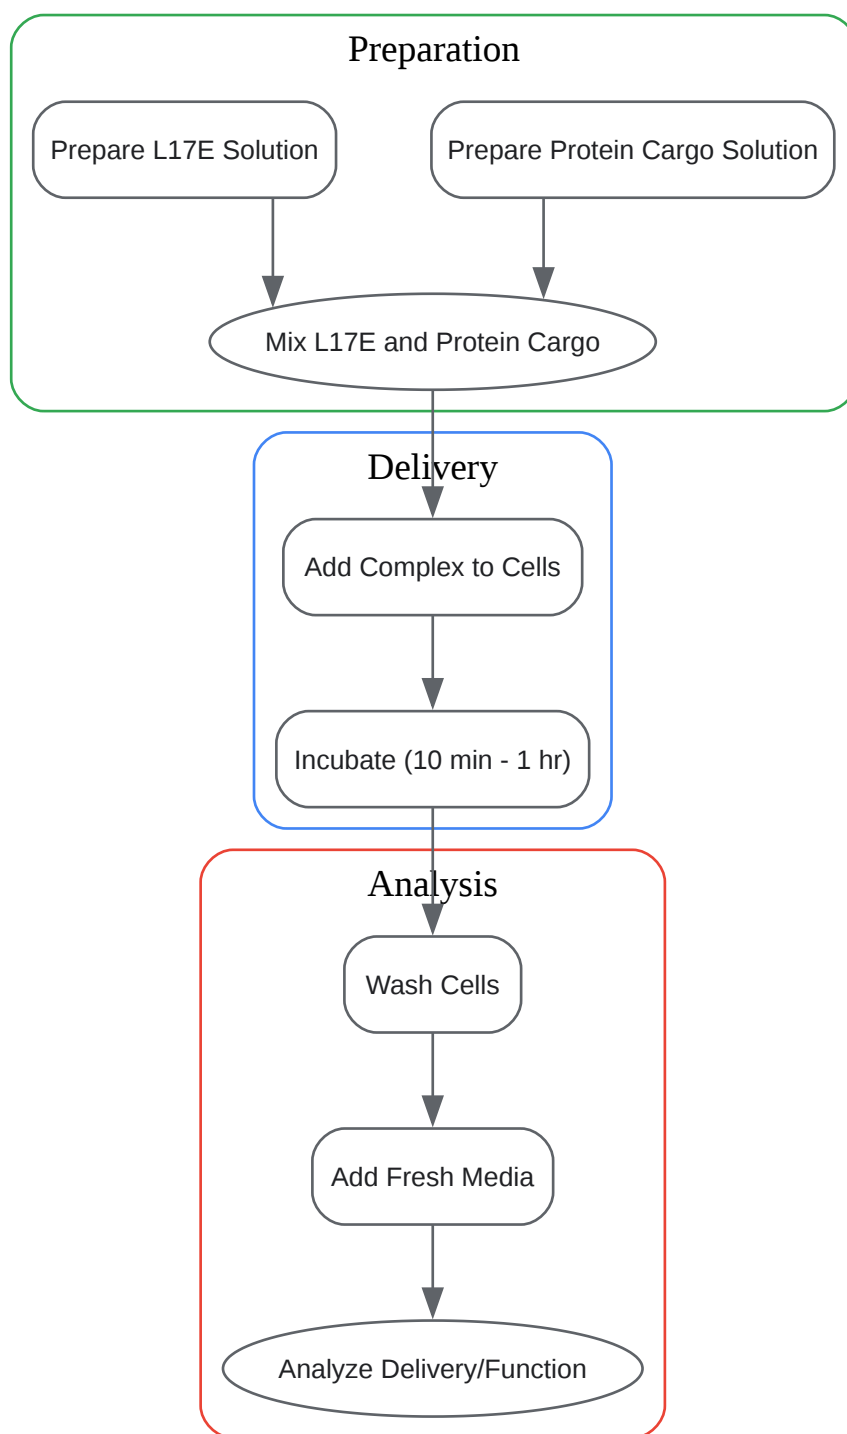 Preparation
Prepare L17E Solution
Prepare Protein Cargo Solution
Mix L17E and Protein Cargo
Delivery
Add Complex to Cells
Incubate (10 min - 1 hr)
Analysis
Wash Cells
Add Fresh Media
Analyze Delivery/Function